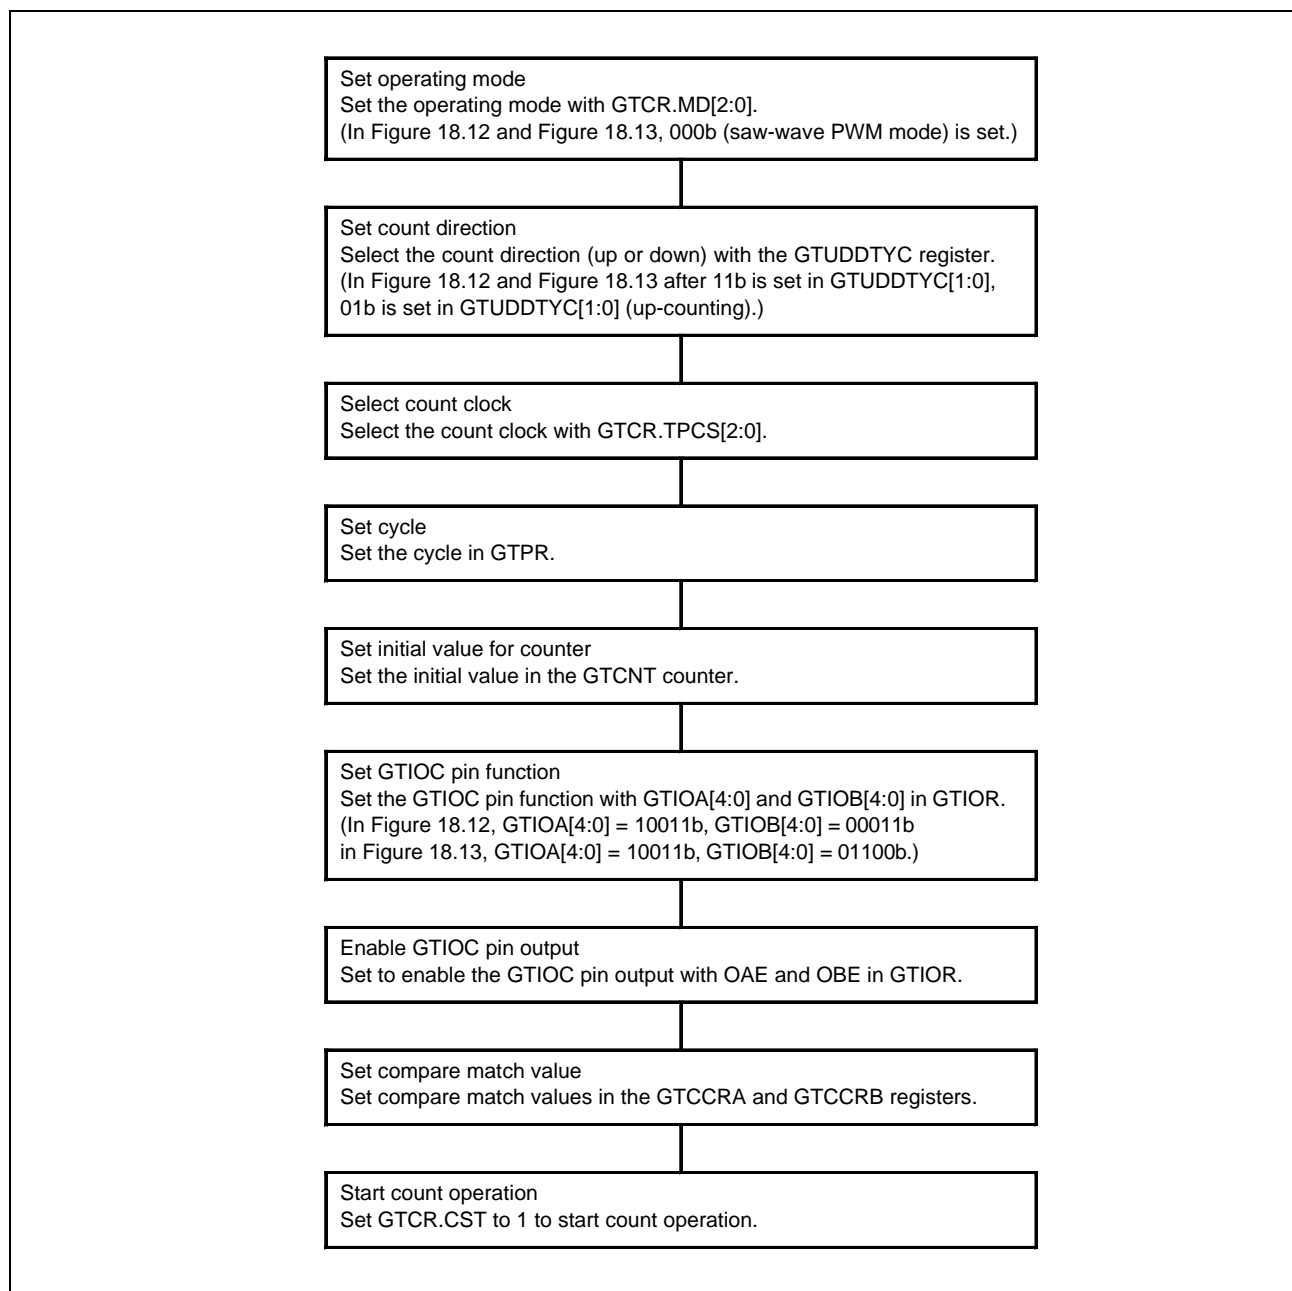 Set operating mode
Set the operating mode with GTCR.MD[2:0].
(In Figure 18.12 and Figure 18.13, 000b (saw-wave PWM mode) is set.)
Set count direction
Select the count direction (up or down) with the GTUDDTYC register.
(In Figure 18.12 and Figure 18.13 after 11b is set in GTUDDTYC[1:0],
01b is set in GTUDDTYC[1:0] (up-counting).)
Select count clock
Select the count clock with GTCR.TPCS[2:0].
Set cycle
Set the cycle in GTPR.
Set initial value for counter
Set the initial value in the GTCNT counter.
Set GTIOC pin function
Set the GTIOC pin function with GTIOA[4:0] and GTIOB[4:0] in GTIOR.
(In Figure 18.12, GTIOA[4:0] = 10011b, GTIOB[4:0] = 00011b
in Figure 18.13, GTIOA[4:0] = 10011b, GTIOB[4:0] = 01100b.)
Enable GTIOC pin output
Set to enable the GTIOC pin output with OAE and OBE in GTIOR.
Set compare match value
Set compare match values in the GTCCRA and GTCCRB registers.
Start count operation
Set GTCR.CST to 1 to start count operation.